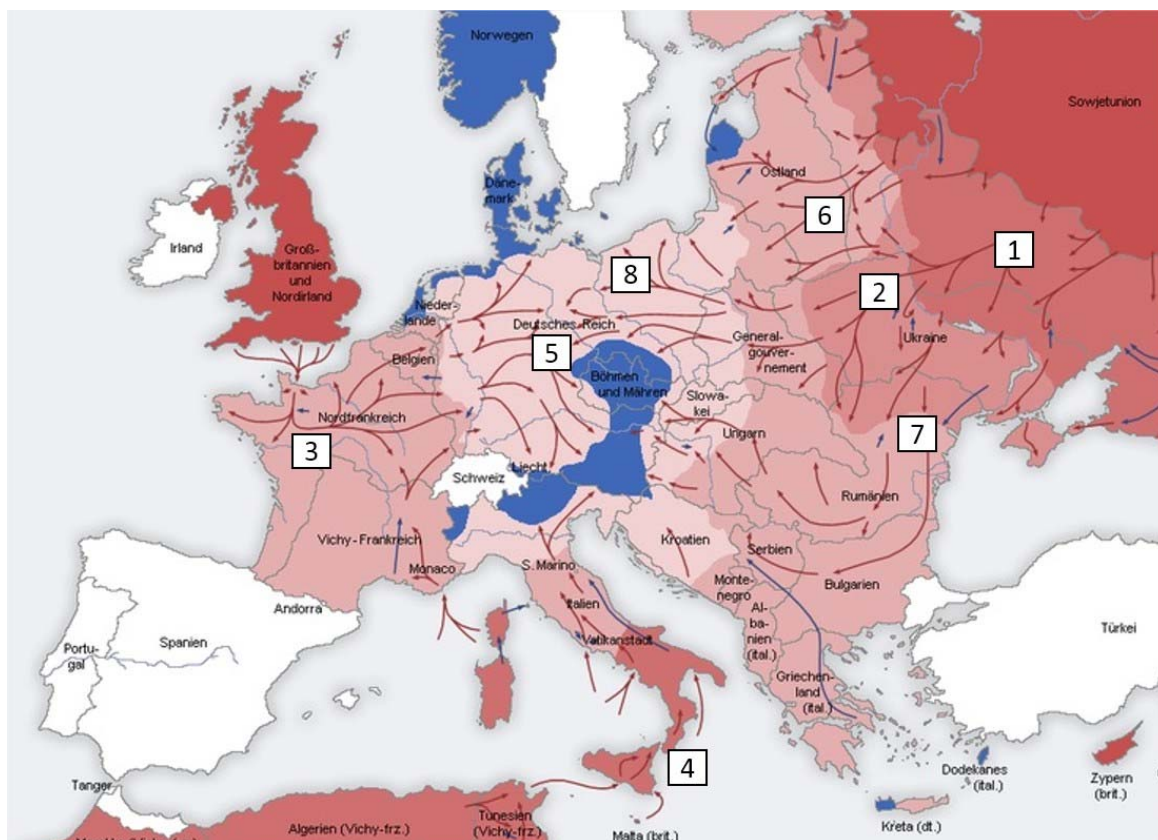 Norwegen
Sowjetunion
Däne-
mark
Ostland
Irland
Groß-
britannien
und
Nordirland
6
1
8
2
Nieder-
lande
Deutsches Reich
General-
gouver-
nement
Ukraine
5
Belgien
Böhmen
und Mähren
Slowa-
kei
Nordfrankreich
Ungarn
7
3
Liecht.
Schweiz
Rumänien
Vichy-Frankreich
Kroatien
Serbien
S. Marino
Monaco
Monte-
negro
Bulgarien
Italien
Andorra
Al-
banien
(ital.)
Vatikanstadt
Türkei
Portu-
gal
Spanien
Griechen-
land
(ital.)
4
Tanger
Dodekanes
(ital.)
Zypern
(brit.)
Algerien (Vichy-frz.)
Tunesien
(Vichy-frz.)
Malta (brit.)
Kreta (dt.)